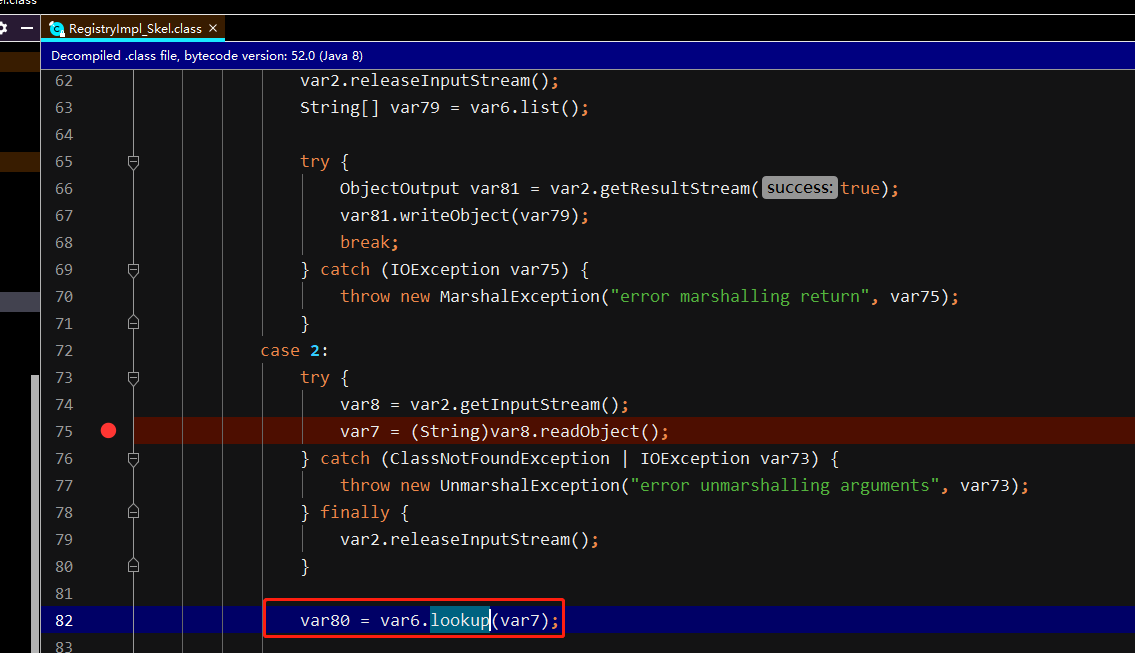 el.class
RegistryImpl_Skel.class ×
Decompiled .class file, bytecode version: 52.0 (Java 8)
62 var2.releaseInputStream();
63 String[] var79 = var6.list();
64
65 try {
66 ObjectOutput var81 = var2.getResultStream( success: true);
67 var81.writeObject(var79);
68 break;
69 } catch (IOException var75) {
70 throw new MarshalException("error marshalling return", var75);
71 }
72 case 2:
73 try {
74 var8 = var2.getInputStream();
75 var7 = (String)var8.readObject();
76 } catch (ClassNotFoundException | IOException var73) {
77 throw new UnmarshalException("error unmarshalling arguments", var73);
78 } finally {
79 var2.releaseInputStream();
80 }
81
82 var80 = var6.lookup(var7);
83